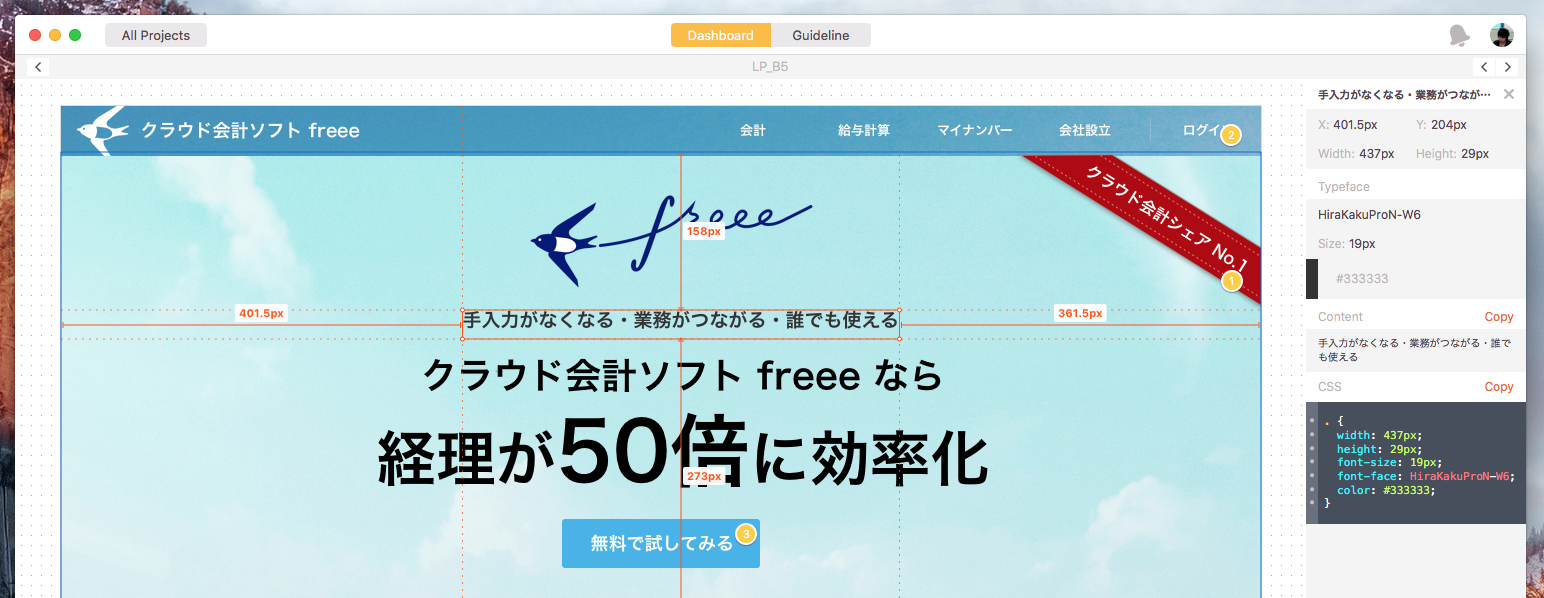 All Projects
Dashboard
Guideline
LP_B5
クラウド会計ソフト freee
会計
給与計算
マイナンバー
会社設立
ログイ
2
freee
クラウド会計シェア No.1
1
158px
401.5px
361.5px
手入力がなくなる・業務がつながる・誰でも使える
クラウド会計ソフト freee なら
経理が50倍に効率化
273px
無料で試してみる
3
手入力がなくなる・業務がつなが…
X: 401.5px
Y: 204px
Width: 437px
Height: 29px
Typeface
HiraKakuProN-W6
Size: 19px
#333333
Content
Copy
手入力がなくなる・業務がつながる・誰で
も使える
CSS
Copy
. {
width: 437px;
height: 29px;
font-size: 19px;
font-face: HiraKakuProN-W6;
color: #333333;
}